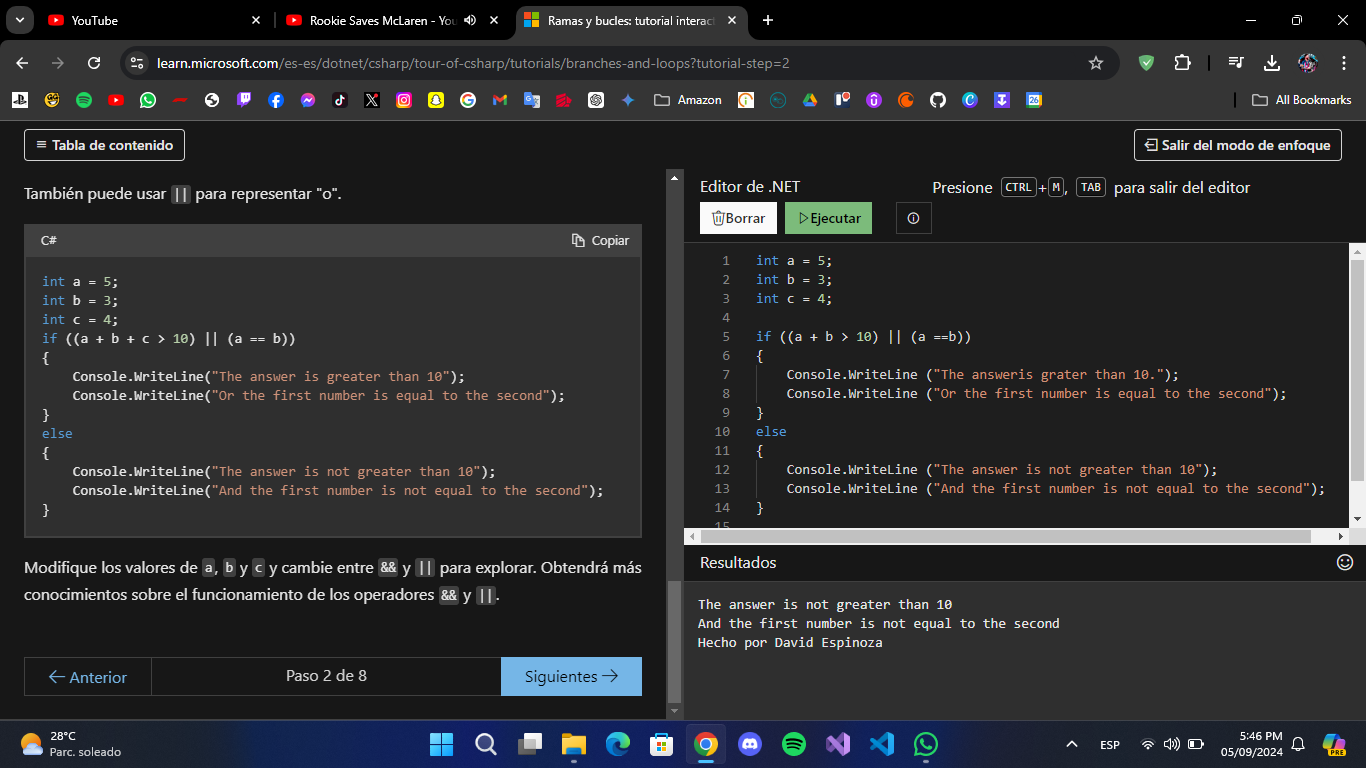 YouTube
Rookie Saves McLaren - You
Ramas y bucles: tutorial interact
learn.microsoft.com/es-es/dotnet/csharp/tour-of-csharp/tutorials/branches-and-loops?tutorial-step=2
Amazon
All Bookmarks
Tabla de contenido
Salir del modo de enfoque
También puede usar || para representar "o".
C#
Copiar
int a = 5;
int b = 3;
int c = 4;
if ((a + b + c > 10) || (a == b))
{
Console.WriteLine("The answer is greater than 10");
Console.WriteLine("Or the first number is equal to the second");
}
else
{
Console.WriteLine("The answer is not greater than 10");
Console.WriteLine("And the first number is not equal to the second");
}
Modifique los valores de a, b y c y cambie entre && y || para explorar. Obtendrá más
conocimientos sobre el funcionamiento de los operadores && y ||.
Anterior
Paso 2 de 8
Siguientes
Editor de .NET
Presione CTRL+M, TAB para salir del editor
Borrar
Ejecutar
1 int a = 5;
2 int b = 3;
3 int c = 4;
4
5 if ((a + b > 10) || (a ==b))
6 {
7 Console.WriteLine ("The answeris grater than 10.");
8 Console.WriteLine ("Or the first number is equal to the second");
9 }
10 else
11 {
12 Console.WriteLine ("The answer is not greater than 10");
13 Console.WriteLine ("And the first number is not equal to the second");
14 }
15
Resultados
The answer is not greater than 10
And the first number is not equal to the second
Hecho por David Espinoza
28°C
Parc. soleado
ESP
5:46 PM
05/09/2024
PRE